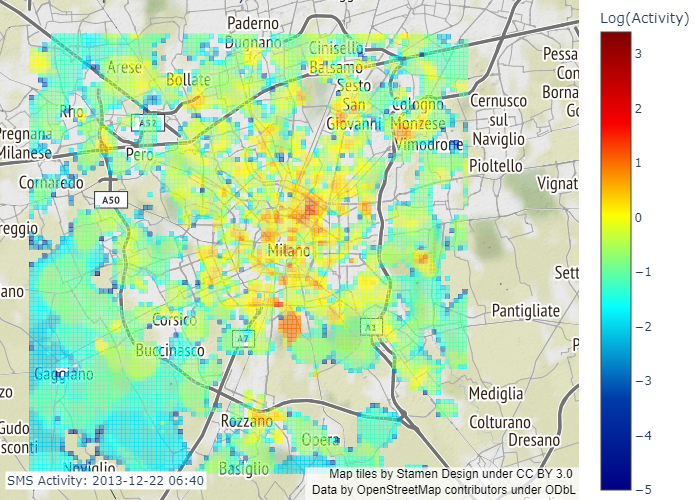 Log(Activity)
3
2
1
0
−1
−2
−3
−4
−5
Paderno
Dugnano
Cinisello
Balsamo
Arese
Bollate
Sesto
San
Giovanni
Cologno
Monzese
Cernusco
sul
Naviglio
Pessa
Con
Borna
Go
Rho
A52
Vimodrone
Pregnana
Milanese
Pero
Pioltello
Cornaredo
Vignat
A50
reggio
Milano
Sett
ano
Pantigliate
Corsico
A7
A1
Buccinasco
P
Gaggiano
zo
Mediglia
Rozzano
Colturano
Gudo
Dresano
sconti
Opera
Noviglio
Basiglio
SMS Activity: 2013-12-22 06:40
Map tiles by Stamen Design under CC BY 3.0
Data by OpenStreetMap contributors under ODbL